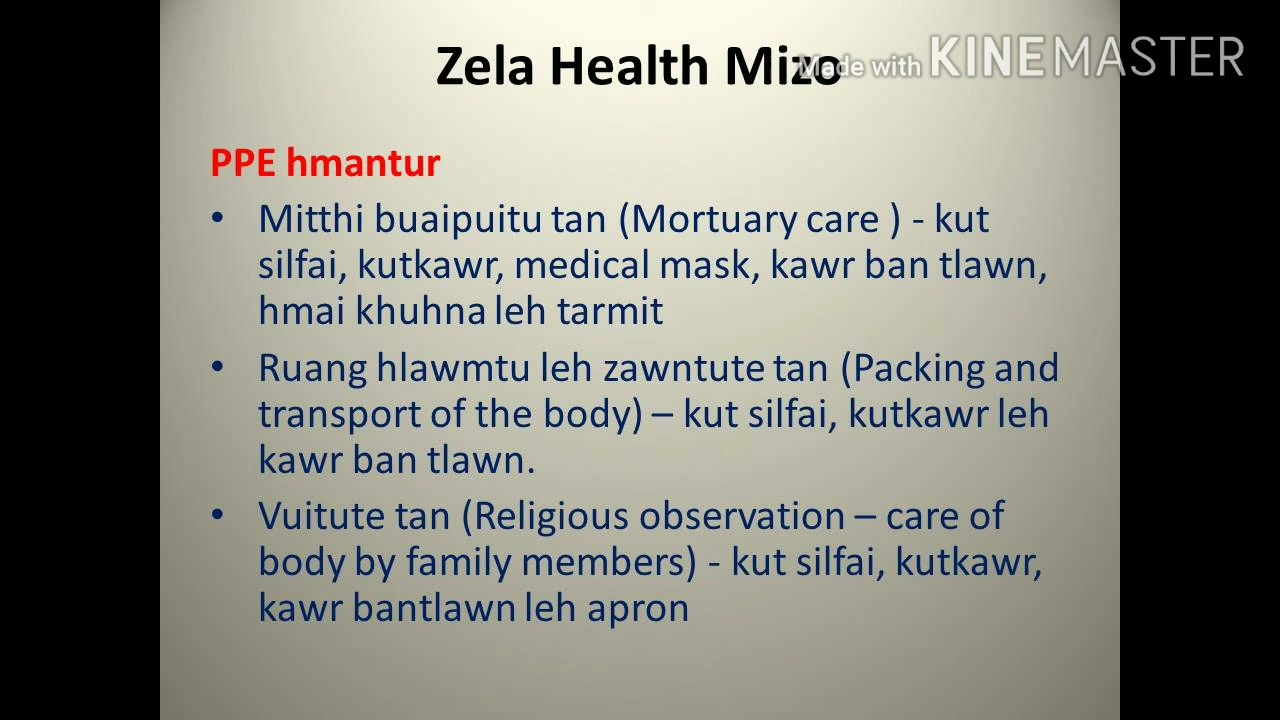 Zela Health Mizo
Made with KINEMASTER
PPE hmantur
• Mitthi buaipuitu tan (Mortuary care ) - kut
silfai, kutkawr, medical mask, kawr ban tlawn,
hmai khuhna leh tarmit
• Ruang hlawmtu leh zawntute tan (Packing and
transport of the body) – kut silfai, kutkawr leh
kawr ban tlawn.
• Vuitute tan (Religious observation – care of
body by family members) - kut silfai, kutkawr,
kawr bantlawn leh apron